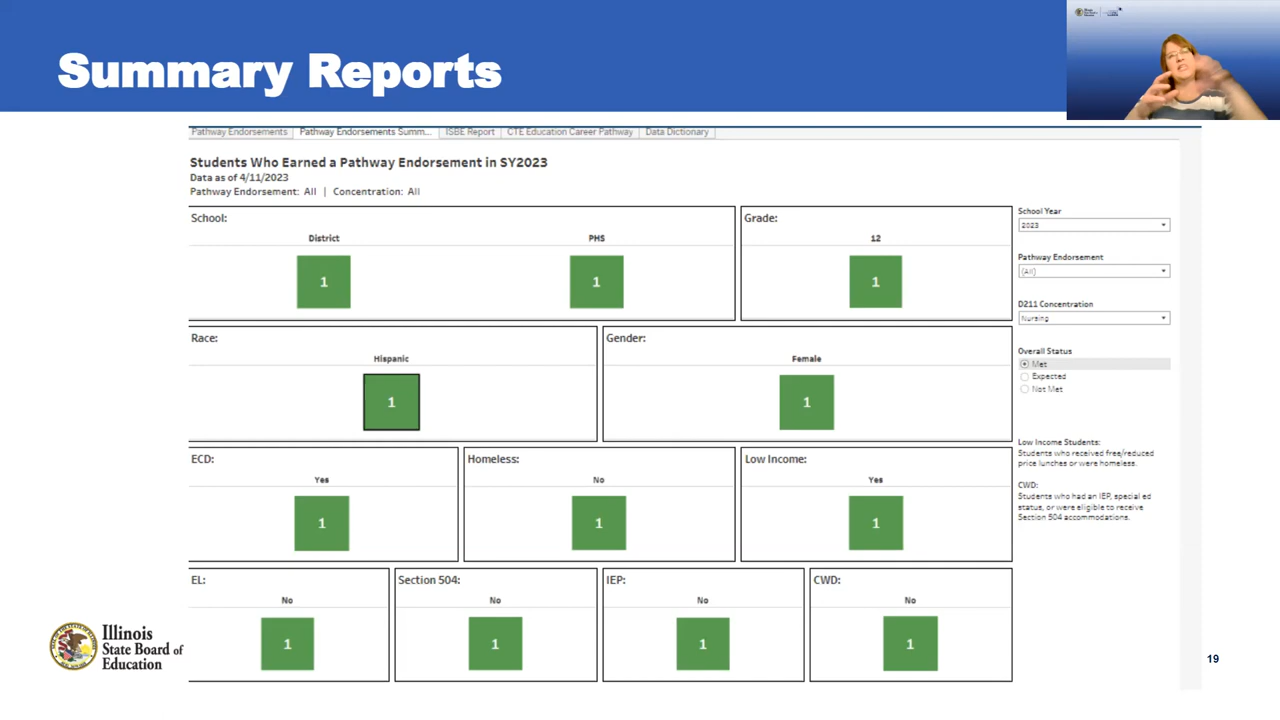 Summary Reports
Pathway Endorsements
Pathway Endorsements Summ...
ISBE Report
CTE Education Career Pathway
Data Dictionary
Students Who Earned a Pathway Endorsement in SY2023
Data as of 4/11/2023
Pathway Endorsement: All | Concentration: All
School:
District
PHS
1
1
Grade:
12
1
School Year
2023
Pathway Endorsement
(All)
D211 Concentration
Nursing
Overall Status
Met
Expected
Not Met
Race:
Hispanic
1
Gender:
Female
1
ECD:
Yes
1
Homeless:
No
1
Low Income:
Yes
1
Low Income Students:
Students who received free/reduced
price lunches or were homeless.
CWD:
Students who had an IEP, special ed
status, or were eligible to receive
Section 504 accommodations.
EL:
No
1
Section 504:
No
1
IEP:
No
1
CWD:
No
1
Illinois
State Board of
Education
19